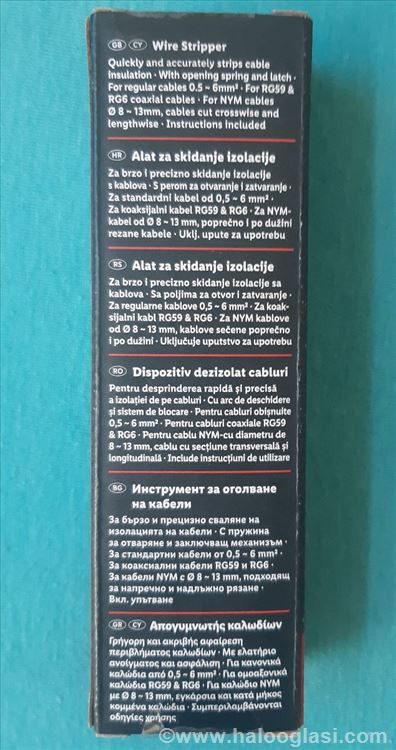 GB CY Wire Stripper
Quickly and accurately strips cable
insulation · With opening spring and latch ·
For regular cables 0.5 ~ 6mm² · For RG59 &
RG6 coaxial cables · For NYM cables
Ø 8 ~ 13mm, cables cut crosswise and
lengthwise · Instructions included
HR Alat za skidanje izolacije
Za brzo i precizno skidanje izolacije
s kablova · S perom za otvaranje i zatvaranje ·
Za standardni kabel od 0,5 ~ 6 mm² ·
Za koaksijalni kabel RG59 & RG6 · Za NYM-
kabel od Ø 8 ~ 13 mm, poprečno i po dužini
rezane kabele · Uklj. upute za upotrebu
RS Alat za skidanje izolacije
Za brzo i precizno skidanje izolacije sa
kablova · Sa poljima za otvor i zatvaranje ·
Za regularne kablove 0,5 ~ 6 mm² · Za koak-
sijalni kabl RG59 & RG6 · Za NYM kablove
od Ø 8 ~ 13 mm, kablove sečene poprečno
i po dužini · Uključuje uputstvo za upotrebu
RO Dispozitiv dezizolat cabluri
Pentru desprinderea rapidă și precisă
a izolației de pe cabluri · Cu arc de deschidere
și sistem de blocare · Pentru cabluri obișnuite
0,5 ~ 6 mm² · Pentru cabluri coaxiale RG59
& RG6 · Pentru cablu NYM-cu diametru de
8 ~ 13 mm, cablu cu secțiune transversală și
longitudinală · Include instrucțiuni de utilizare
BG Инструмент за оголване
на кабели
За бързо и прецизно сваляне на
изолацията на кабели · С пружина
за отваряне и заключващ механизъм ·
За стандартни кабели от 0,5 ~ 6 mm² ·
За коаксиални кабели RG59 и RG6 ·
За кабели NYM с Ø 8 ~ 13 mm, подходящ
за напречно и надлъжно рязане ·
Вкл. упътване
GR CY Απογυμνωτής καλωδίων
Γρήγορη και ακριβής αφαίρεση
περιβλήματος καλωδίων · Με ελατήριο
ανοίγματος και ασφάλιση · Για κανονικά
καλώδια από 0,5 ~ 6 mm² · Για ομοαξονικά
καλώδια RG59 & RG6 · Για καλώδιο NYM
με Ø 8 ~ 13 mm, εγκάρσια και κατά μήκος
κομμένα καλώδια · Συμπεριλαμβάνονται
οδηγίες χρήσης
©www.halooglasi.com